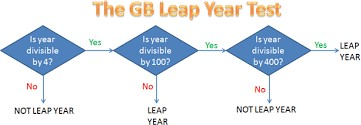 The GB Leap Year Test
Is year
divisible
by 4?
Yes
Is year
divisible
by 100?
Yes
Is year
divisible
by 400?
Yes
LEAP
YEAR
No
No
No
NOT LEAP YEAR
LEAP
YEAR
NOT LEAP YEAR